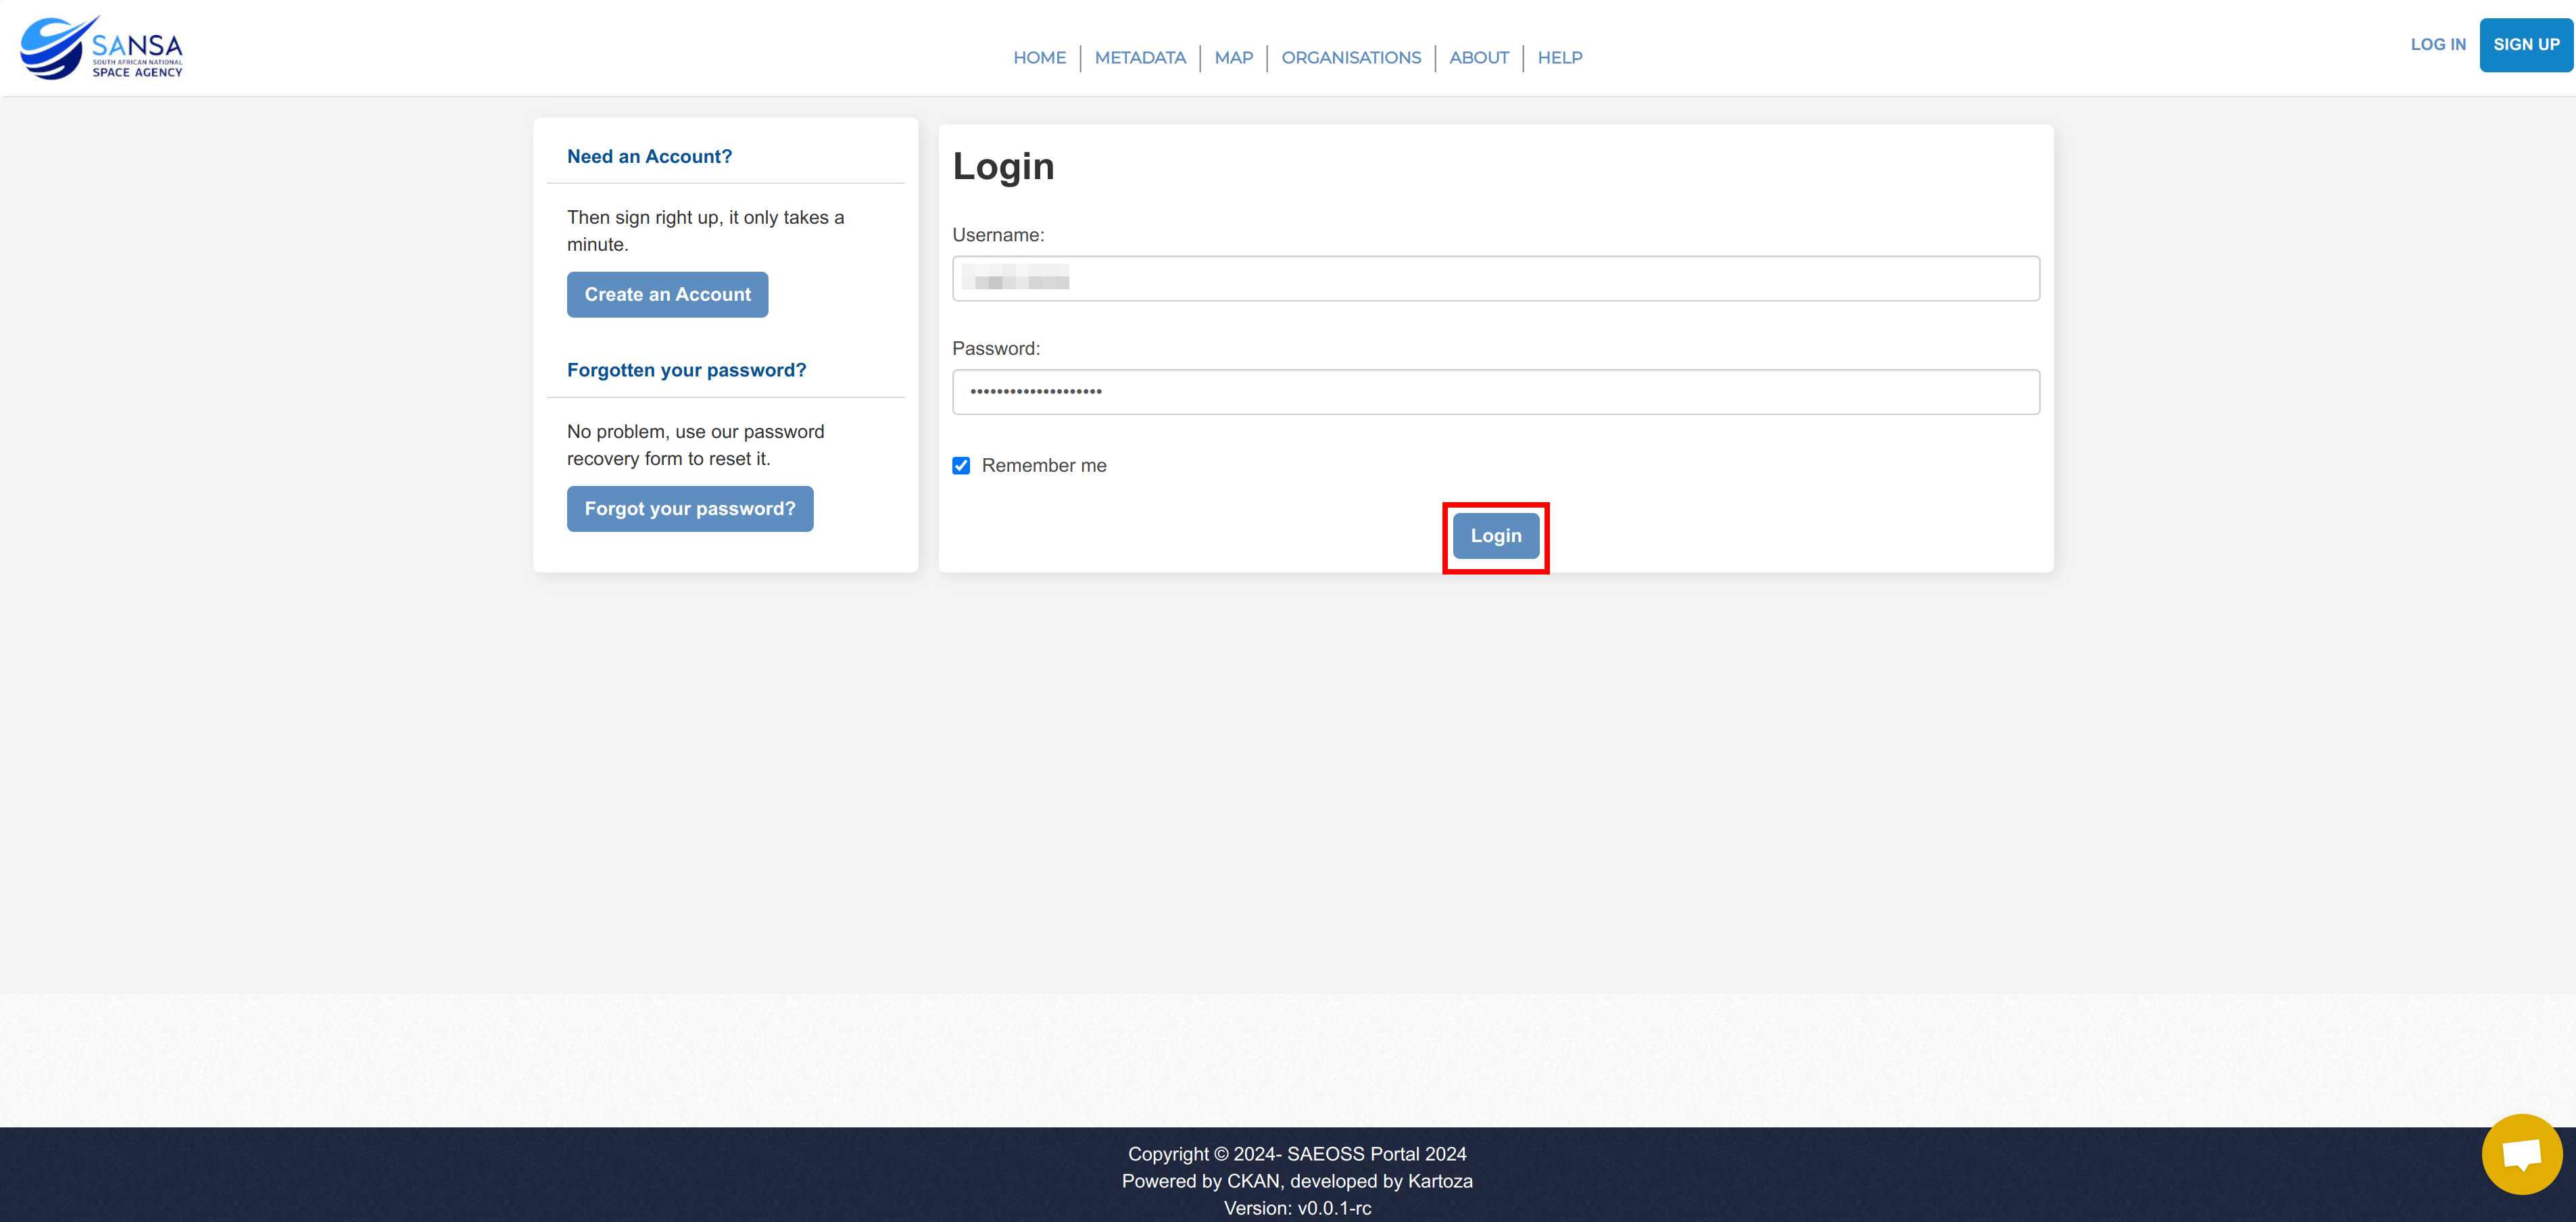 SANSA
SOUTH AFRICAN NATIONAL
SPACE AGENCY
HOME
METADATA
MAP
ORGANISATIONS
ABOUT
HELP
LOG IN
SIGN UP
Need an Account?
Then sign right up, it only takes a
minute.
Create an Account
Forgotten your password?
No problem, use our password
recovery form to reset it.
Forgot your password?
Login
Username:
Password:
••••••••••••••••••••
Remember me
Login
Copyright © 2024- SAEOSS Portal 2024
Powered by CKAN, developed by Kartoza
Version: v0.0.1-rc